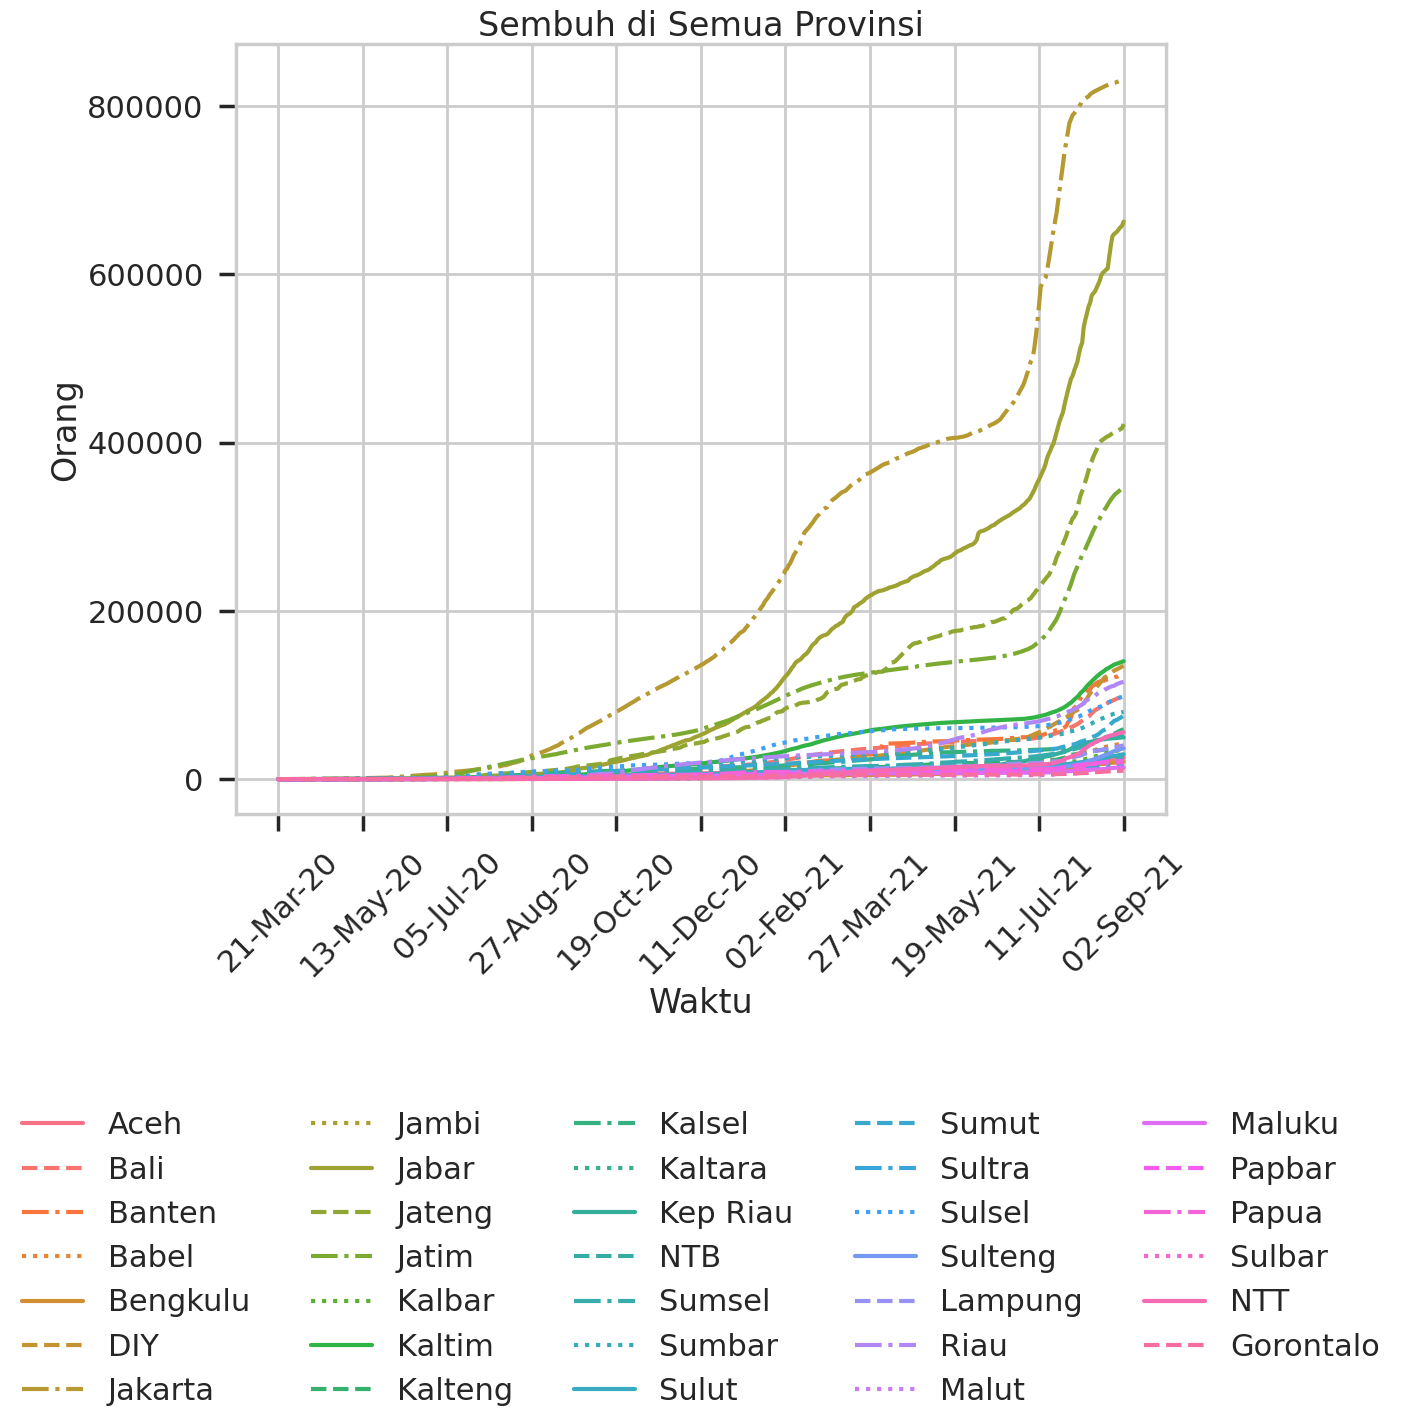 Sembuh di Semua Provinsi
800000
600000
400000
200000
0
Orang
21-Mar-20
13-May-20
05-Jul-20
27-Aug-20
19-Oct-20
11-Dec-20
02-Feb-21
27-Mar-21
19-May-21
11-Jul-21
02-Sep-21
Waktu
Aceh
Bali
Banten
Babel
Bengkulu
DIY
Jakarta
Jambi
Jabar
Jateng
Jatim
Kalbar
Kaltim
Kalteng
Kalsel
Kaltara
Kep Riau
NTB
Sumsel
Sumbar
Sulut
Sumut
Sultra
Sulsel
Sulteng
Lampung
Riau
Malut
Maluku
Papbar
Papua
Sulbar
NTT
Gorontalo